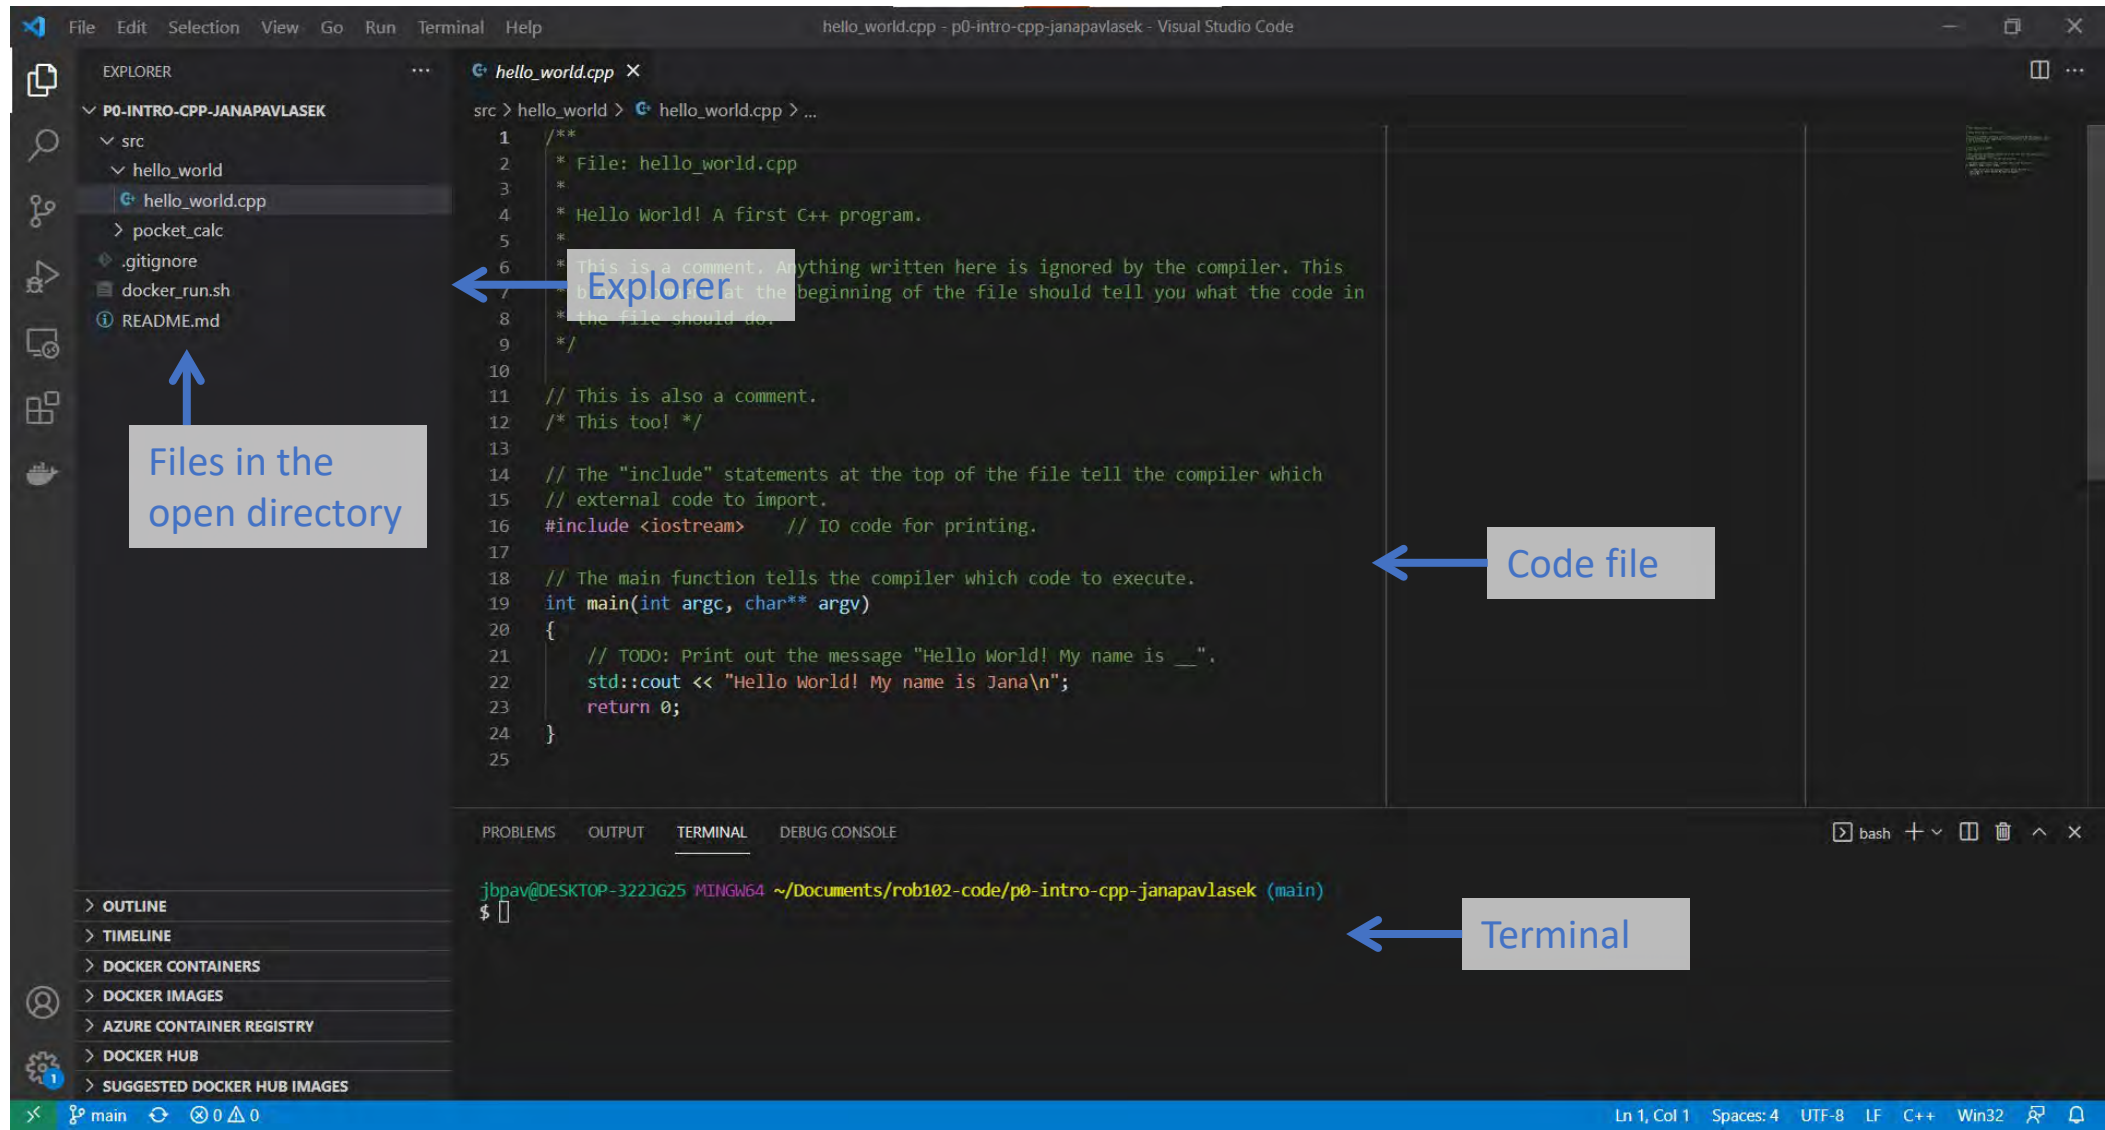 File Edit Selection View Go Run Terminal Help
hello_world.cpp - p0-intro-cpp-janapavlasek - Visual Studio Code
EXPLORER
P0-INTRO-CPP-JANAPAVLASEK
src
hello_world
hello_world.cpp
pocket_calc
.gitignore
docker_run.sh
README.md
Files in the
open directory
OUTLINE
TIMELINE
DOCKER CONTAINERS
DOCKER IMAGES
AZURE CONTAINER REGISTRY
DOCKER HUB
SUGGESTED DOCKER HUB IMAGES
hello_world.cpp
src > hello_world > hello_world.cpp > ...
1 /**
2 * File: hello_world.cpp
3 *
4 * Hello World! A first C++ program.
5 *
6 * This is a comment. Anything written here is ignored by the compiler. This
7 at the beginning of the file should tell you what the code in
Explorer
8 * the file should do.
9 */
10
11 // This is also a comment.
12 /* This too! */
13
14 // The "include" statements at the top of the file tell the compiler which
15 // external code to import.
16 #include <iostream> // IO code for printing.
17
18 // The main function tells the compiler which code to execute.
19 int main(int argc, char** argv)
20 {
21 // TODO: Print out the message "Hello World! My name is __".
22 std::cout << "Hello World! My name is Jana\n";
23 return 0;
24 }
25
Code file
PROBLEMS OUTPUT TERMINAL DEBUG CONSOLE
bash
jbpav@DESKTOP-322JG25 MINGW64 ~/Documents/rob102-code/p0-intro-cpp-janapavlasek (main)
$
Terminal
1
main 0 0
Ln 1, Col 1 Spaces: 4 UTF-8 LF C++ Win32